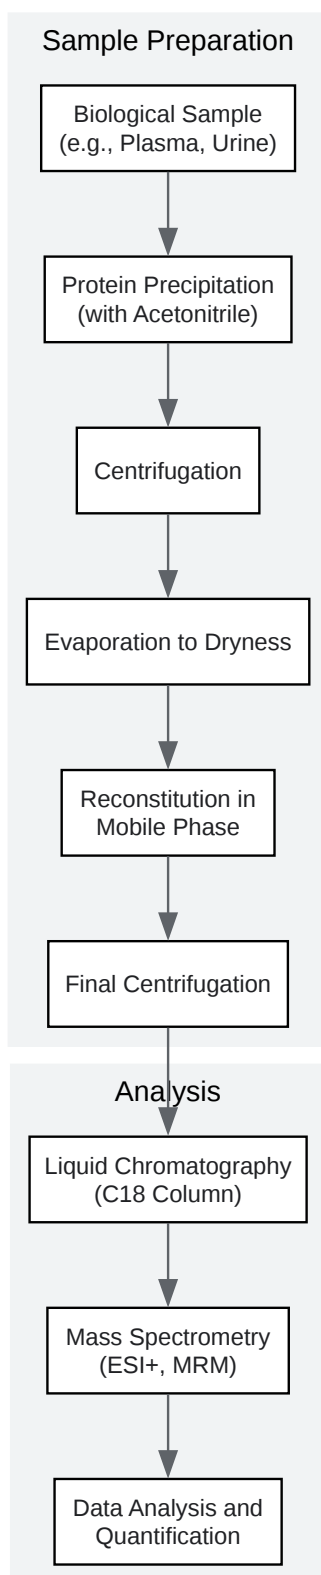 Sample Preparation
Biological Sample
(e.g., Plasma, Urine)
Protein Precipitation
(with Acetonitrile)
Centrifugation
Evaporation to Dryness
Reconstitution in
Mobile Phase
Final Centrifugation
Analysis
Liquid Chromatography
(C18 Column)
Mass Spectrometry
(ESI+, MRM)
Data Analysis and
Quantification